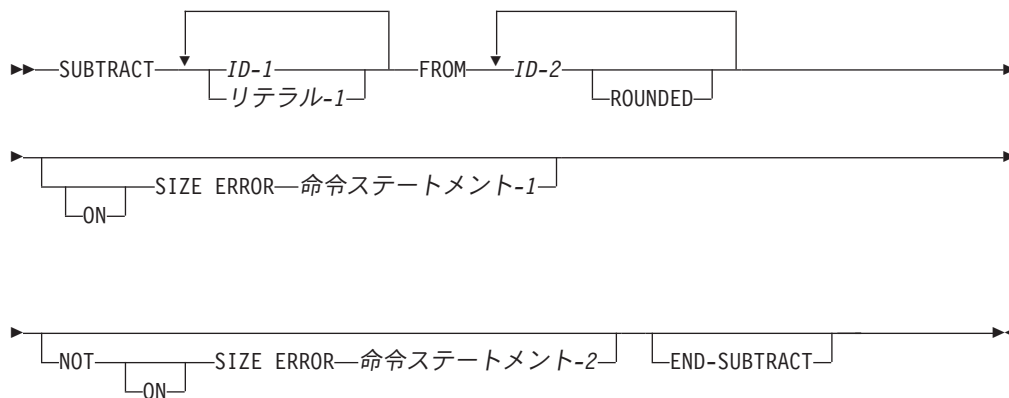 SUBTRACT ID-1 FROM ID-2
リテラル-1 ROUNDED
SIZE ERROR 命令ステートメント-1
ON
NOT SIZE ERROR 命令ステートメント-2 END-SUBTRACT
ON